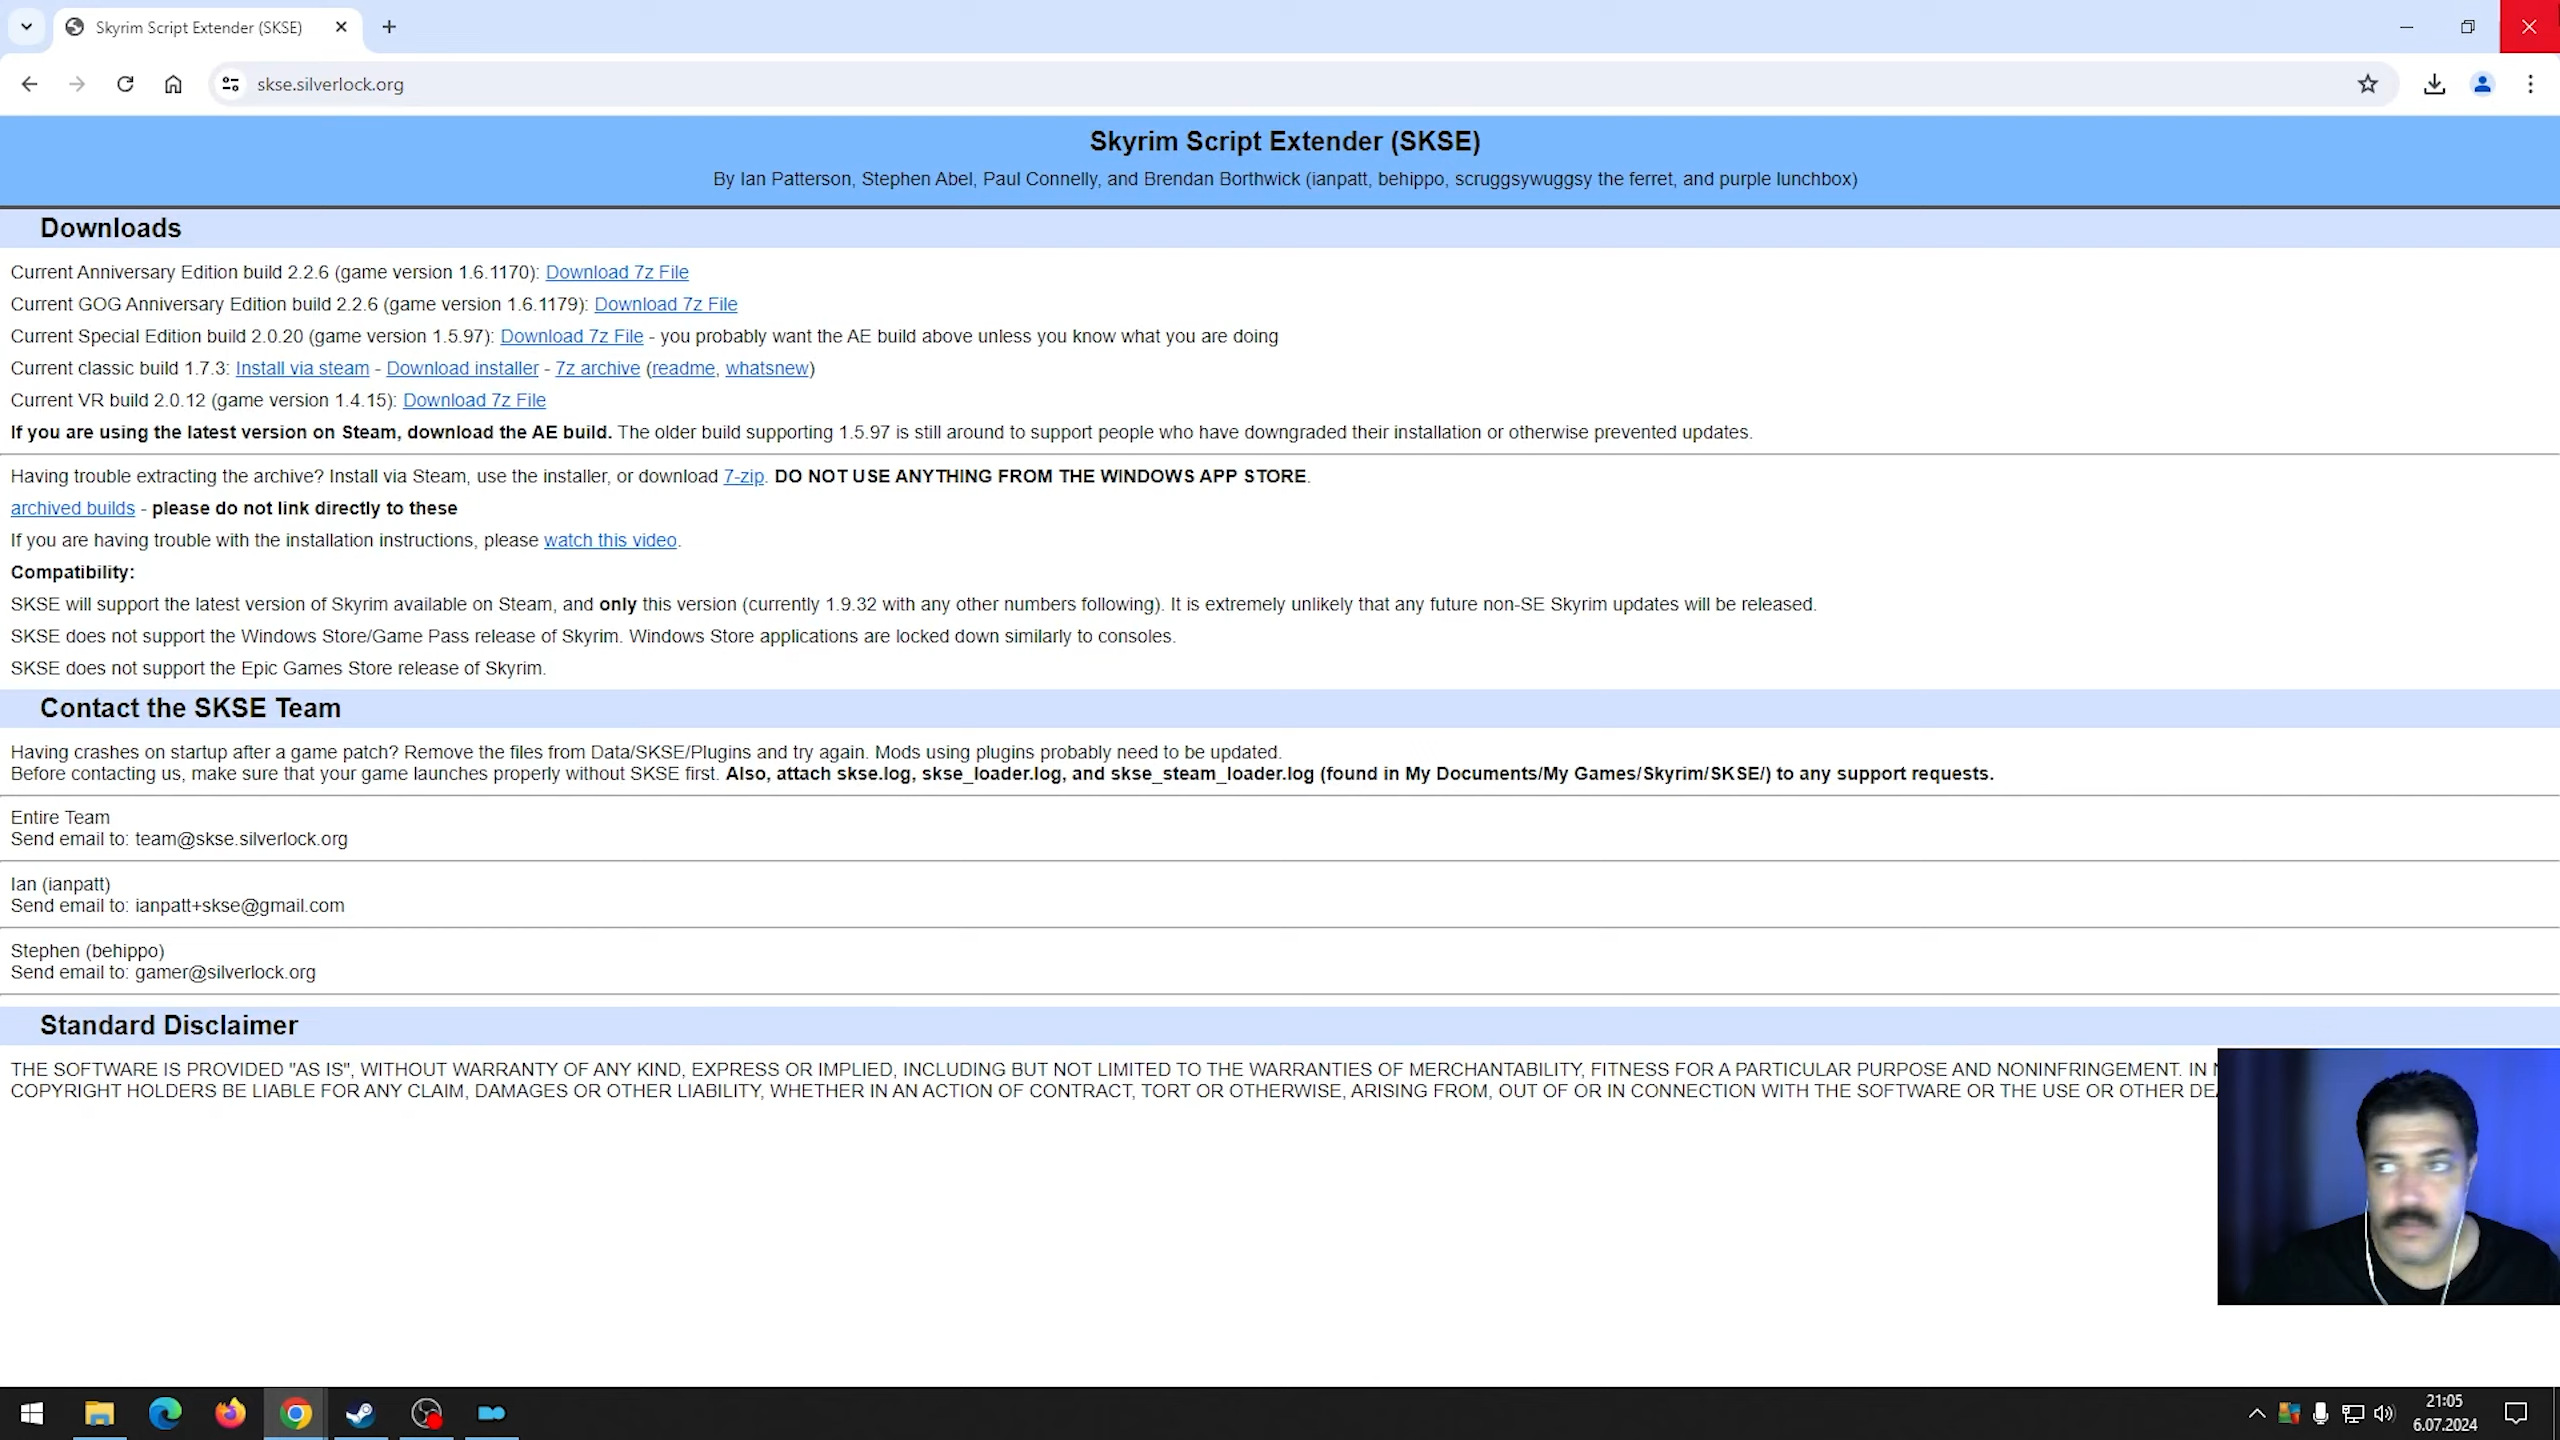 Skyrim Script Extender (SKSE)
skse.silverlock.org
Skyrim Script Extender (SKSE)
By Ian Patterson, Stephen Abel, Paul Connelly, and Brendan Borthwick (ianpatt, behippo, scruggsywuggsy the ferret, and purple lunchbox)
Downloads
Current Anniversary Edition build 2.2.6 (game version 1.6.1170): Download 7z File
Current GOG Anniversary Edition build 2.2.6 (game version 1.6.1179): Download 7z File
Current Special Edition build 2.0.20 (game version 1.5.97): Download 7z File - you probably want the AE build above unless you know what you are doing
Current classic build 1.7.3: Install via steam - Download installer - 7z archive (readme, whatsnew)
Current VR build 2.0.12 (game version 1.4.15): Download 7z File
If you are using the latest version on Steam, download the AE build. The older build supporting 1.5.97 is still around to support people who have downgraded their installation or otherwise prevented updates.
Having trouble extracting the archive? Install via Steam, use the installer, or download 7-zip. DO NOT USE ANYTHING FROM THE WINDOWS APP STORE.
archived builds - please do not link directly to these
If you are having trouble with the installation instructions, please watch this video.
Compatibility:
SKSE will support the latest version of Skyrim available on Steam, and only this version (currently 1.9.32 with any other numbers following). It is extremely unlikely that any future non-SE Skyrim updates will be released.
SKSE does not support the Windows Store/Game Pass release of Skyrim. Windows Store applications are locked down similarly to consoles.
SKSE does not support the Epic Games Store release of Skyrim.
Contact the SKSE Team
Having crashes on startup after a game patch? Remove the files from Data/SKSE/Plugins and try again. Mods using plugins probably need to be updated.
Before contacting us, make sure that your game launches properly without SKSE first. Also, attach skse.log, skse_loader.log, and skse_steam_loader.log (found in My Documents/My Games/Skyrim/SKSE/) to any support requests.
Entire Team
Send email to: team@skse.silverlock.org
Ian (ianpatt)
Send email to: ianpatt+skse@gmail.com
Stephen (behippo)
Send email to: gamer@silverlock.org
Standard Disclaimer
THE SOFTWARE IS PROVIDED "AS IS", WITHOUT WARRANTY OF ANY KIND, EXPRESS OR IMPLIED, INCLUDING BUT NOT LIMITED TO THE WARRANTIES OF MERCHANTABILITY, FITNESS FOR A PARTICULAR PURPOSE AND NONINFRINGEMENT. IN
COPYRIGHT HOLDERS BE LIABLE FOR ANY CLAIM, DAMAGES OR OTHER LIABILITY, WHETHER IN AN ACTION OF CONTRACT, TORT OR OTHERWISE, ARISING FROM, OUT OF OR IN CONNECTION WITH THE SOFTWARE OR THE USE OR OTHER
21:05
6.07.2024